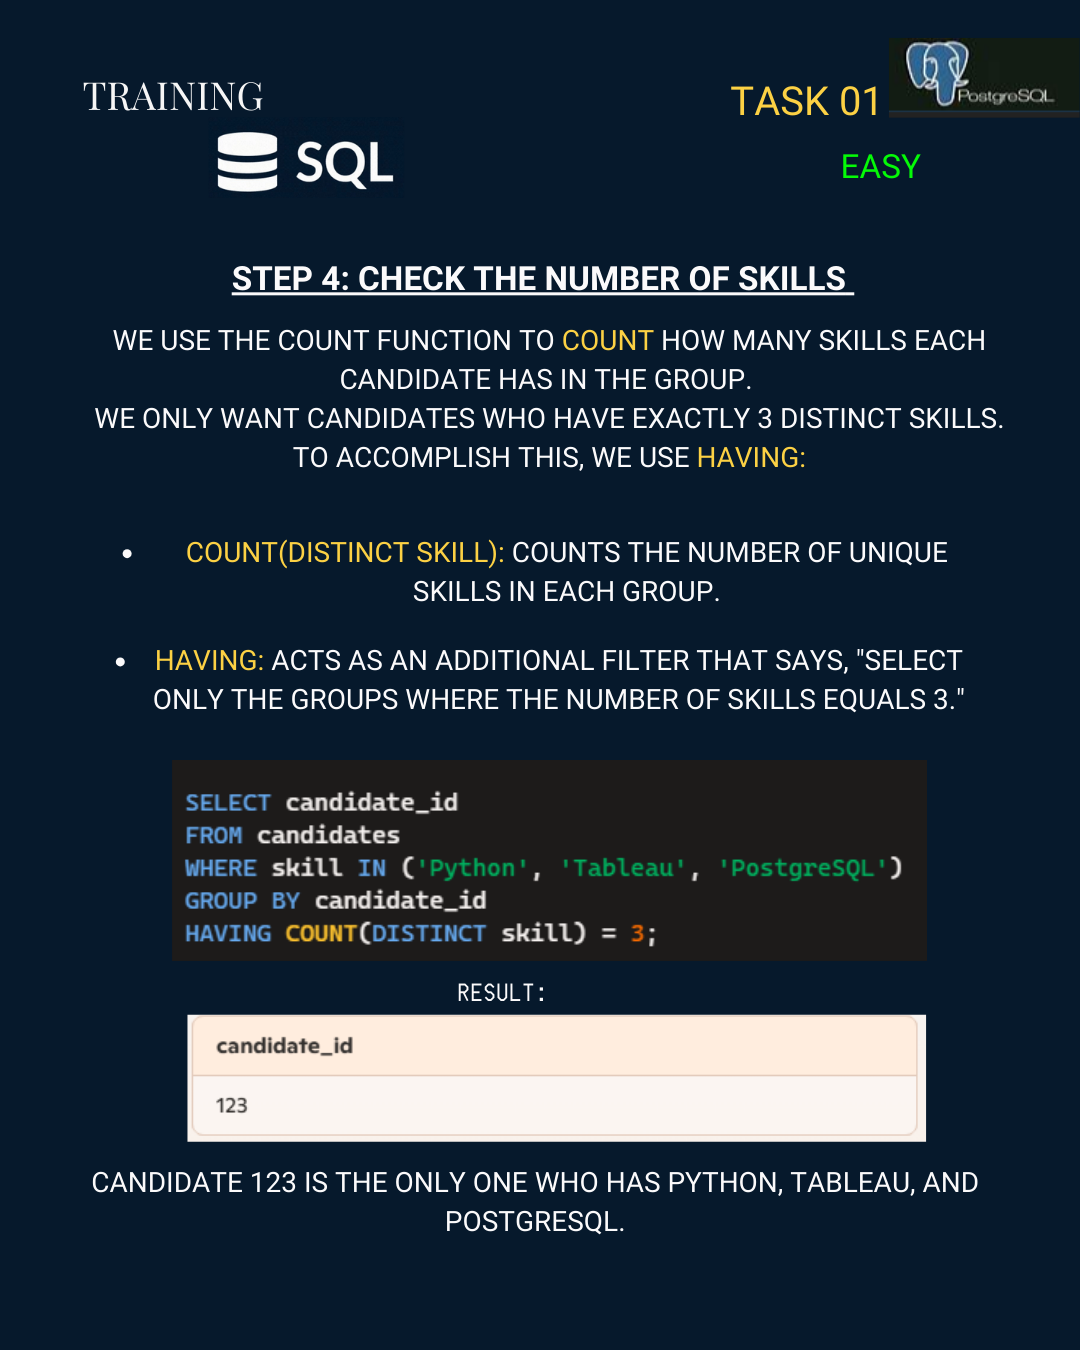 TRAINING
SQL
TASK 01
PostgreSQL
EASY
STEP 4: CHECK THE NUMBER OF SKILLS
WE USE THE COUNT FUNCTION TO COUNT HOW MANY SKILLS EACH
CANDIDATE HAS IN THE GROUP.
WE ONLY WANT CANDIDATES WHO HAVE EXACTLY 3 DISTINCT SKILLS.
TO ACCOMPLISH THIS, WE USE HAVING:
• COUNT(DISTINCT SKILL): COUNTS THE NUMBER OF UNIQUE
SKILLS IN EACH GROUP.
• HAVING: ACTS AS AN ADDITIONAL FILTER THAT SAYS, "SELECT
ONLY THE GROUPS WHERE THE NUMBER OF SKILLS EQUALS 3."
SELECT candidate_id
FROM candidates
WHERE skill IN ('Python', 'Tableau', 'PostgreSQL')
GROUP BY candidate_id
HAVING COUNT(DISTINCT skill) = 3;
RESULT:
candidate_id
123
CANDIDATE 123 IS THE ONLY ONE WHO HAS PYTHON, TABLEAU, AND
POSTGRESQL.